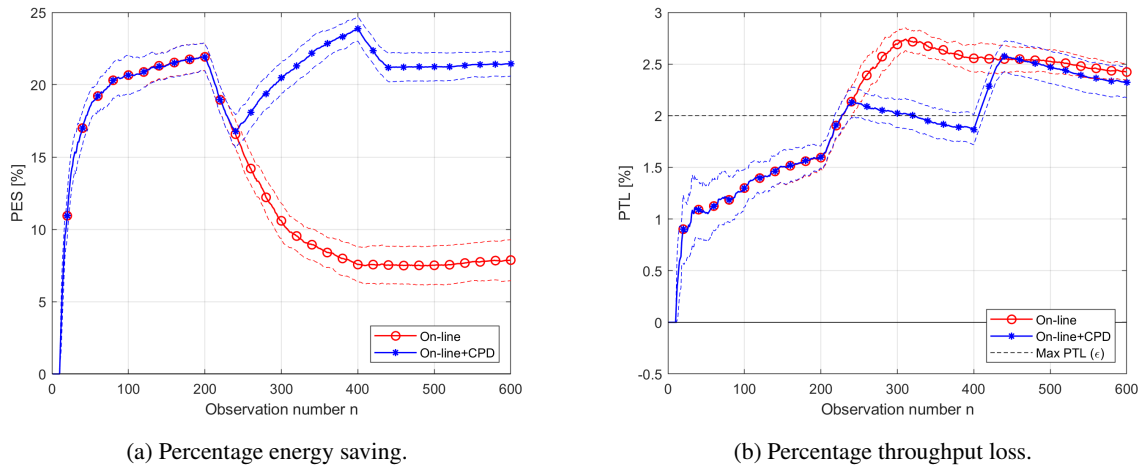 25
20
15
10
5
0
PES [%]
0 100 200 300 400 500 600
Observation number n
On-line
On-line+CPD
(a) Percentage energy saving.
3
2.5
2
1.5
1
0.5
0
-0.5
PTL [%]
0 100 200 300 400 500 600
Observation number n
On-line
On-line+CPD
Max PTL (ϵ)
(b) Percentage throughput loss.